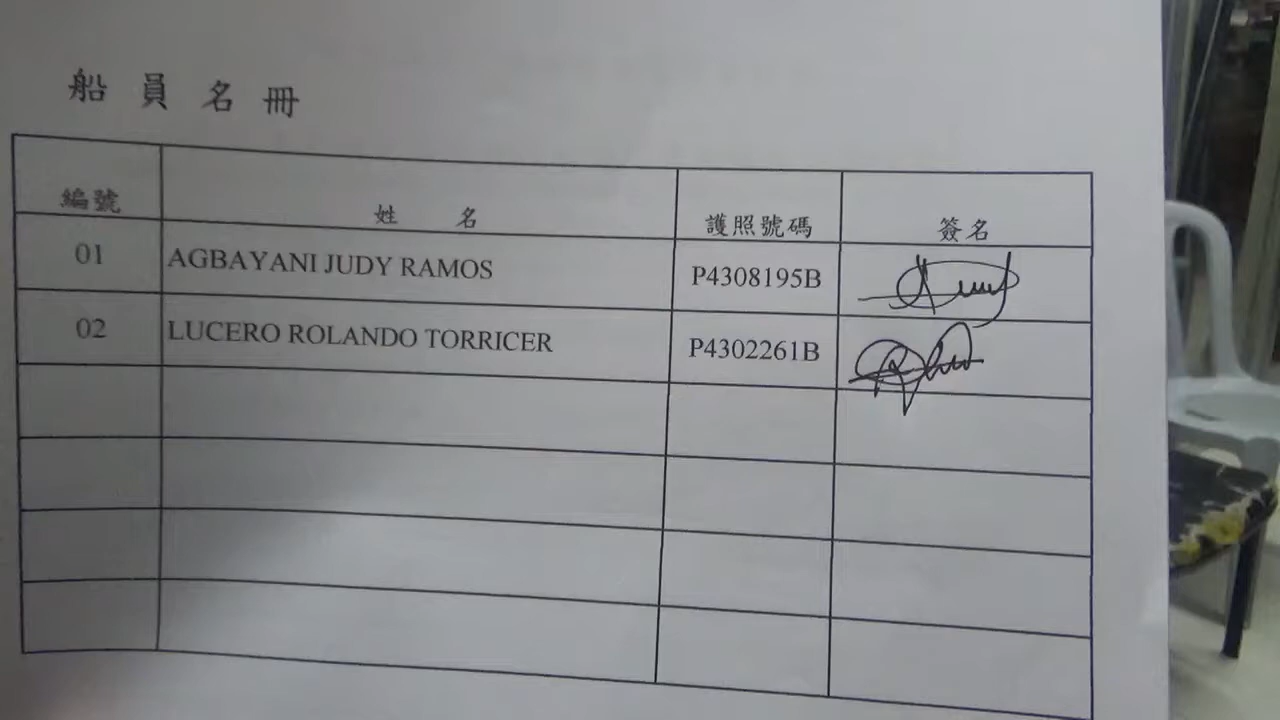 船員名冊
編號 姓名 護照號碼 簽名
01 AGBAYANI JUDY RAMOS P4308195B
02 LUCERO ROLANDO TORRICER P4302261B